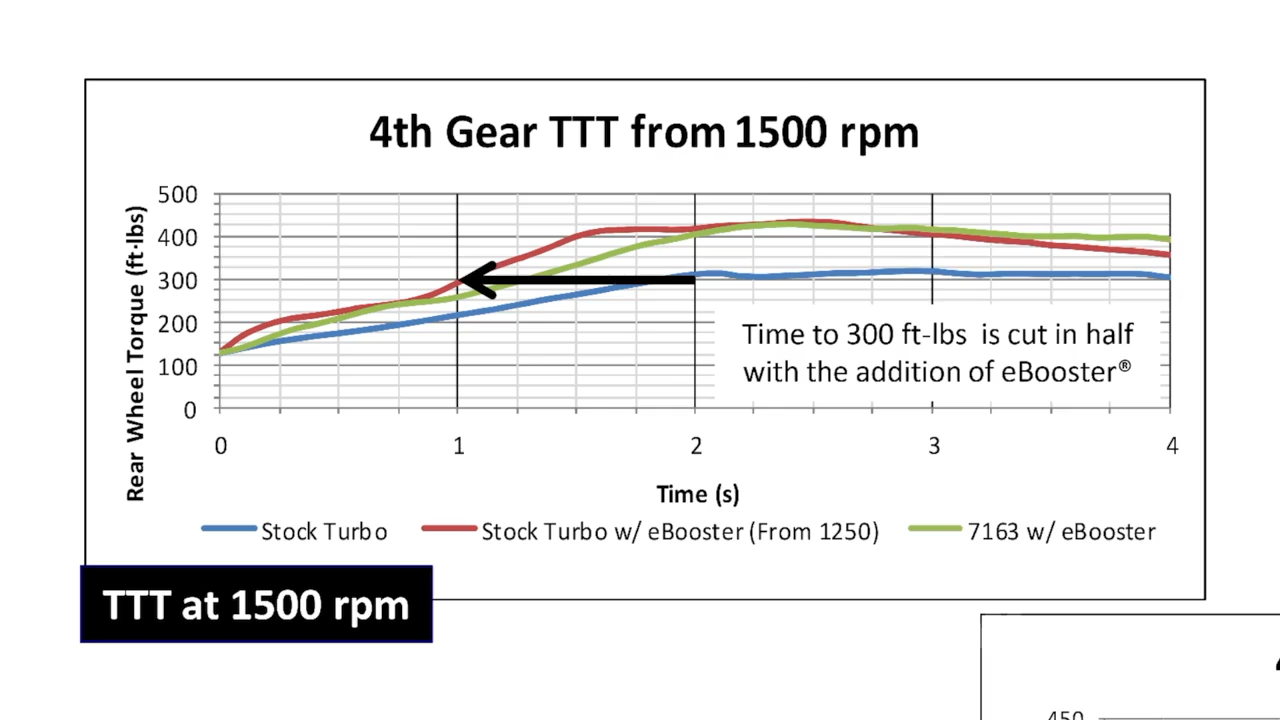 4th Gear TTT from 1500 rpm
Rear Wheel Torque (ft·lbs)
500
400
300
200
100
0
0 1 2 3 4
Time to 300 ft-lbs is cut in half
with the addition of eBooster®
Time (s)
Stock Turbo Stock Turbo w/ eBooster (From 1250) 7163 w/ eBooster
TTT at 1500 rpm
450